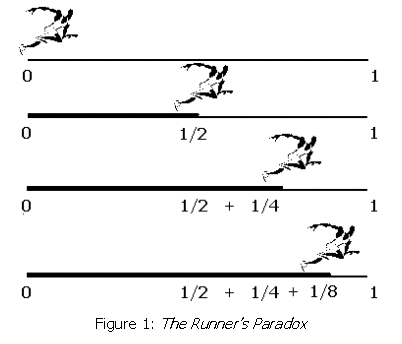 0 1
0 1/2 1
0 1/2 + 1/4 1
0 1/2 + 1/4 + 1/8 1
Figure 1: The Runner's Paradox